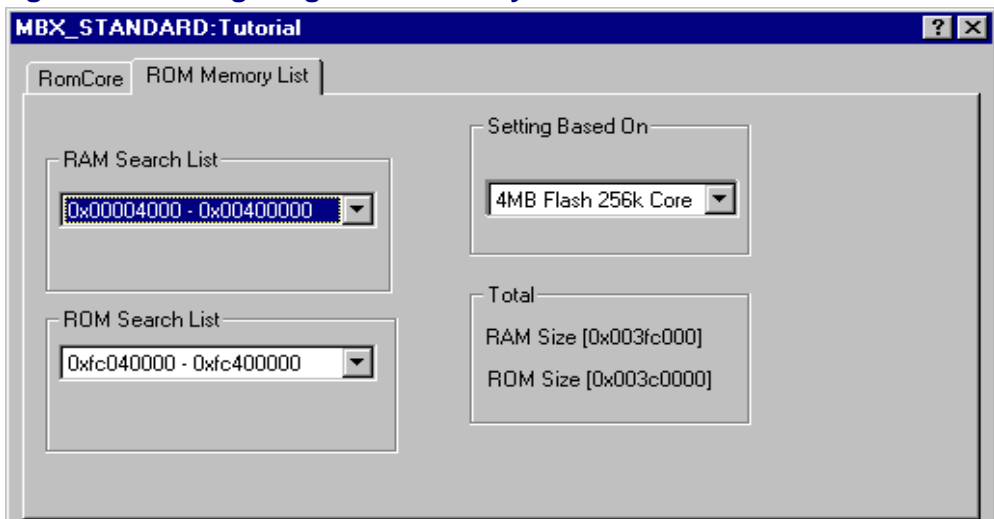 MBX_STANDARD:Tutorial
RomCore ROM Memory List
RAM Search List
0x00004000 - 0x00400000
ROM Search List
0xfc040000 - 0xfc400000
Setting Based On
4MB Flash 256k Core
Total
RAM Size [0x003fc000]
ROM Size [0x003c0000]